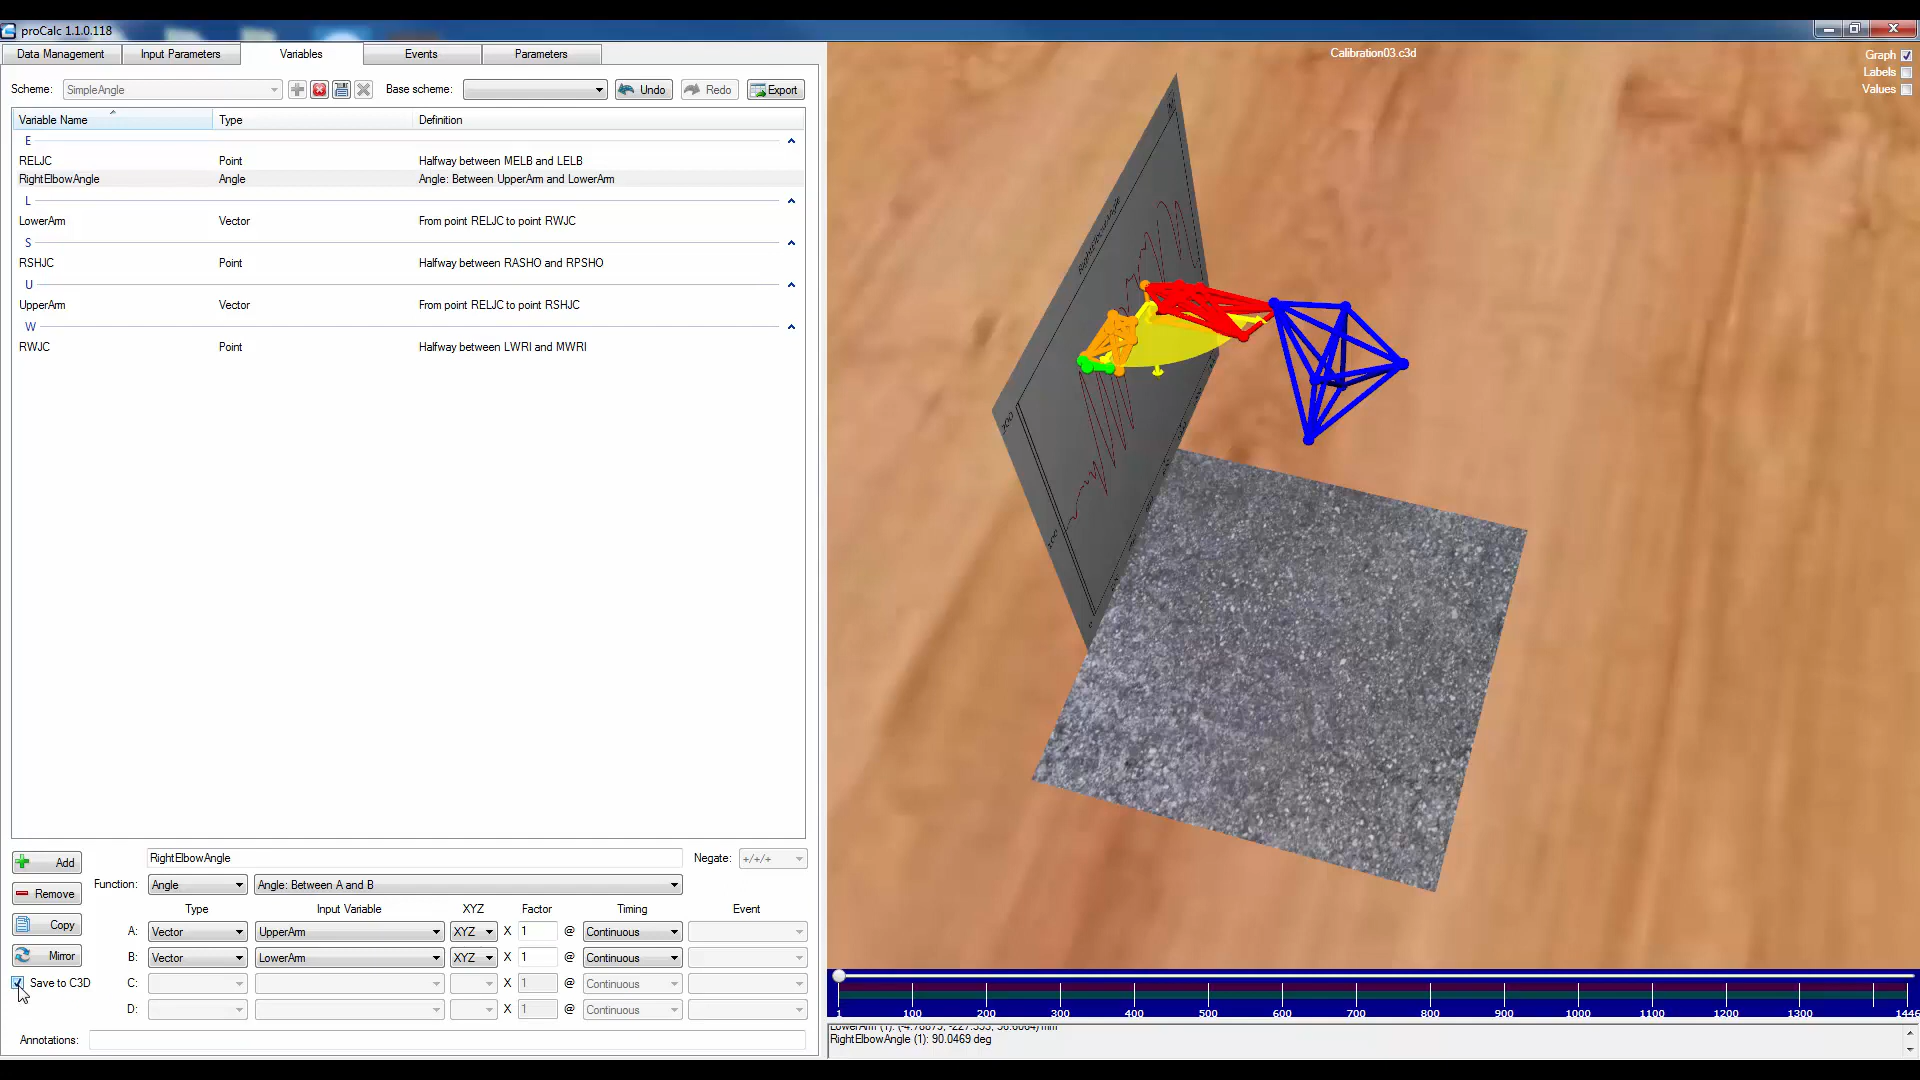 proCalc 1.1.0.118
Data Management Input Parameters Variables Events Parameters
Scheme: SimpleAngle Base scheme: Undo Redo Export
Variable Name Type Definition
E
RELJC Point Halfway between MELB and LELB
RightElbowAngle Angle Angle: Between UpperArm and LowerArm
L
LowerArm Vector From point RELJC to point RWJC
S
RSHJC Point Halfway between RASHO and RPSHO
U
UpperArm Vector From point RELJC to point RSHJC
W
RWJC Point Halfway between LWRI and MWRI
Add RightElbowAngle Negate: +/+/+
Remove Function: Angle Angle: Between A and B
Type Input Variable XYZ Factor Timing Event
Copy A: Vector UpperArm XYZ X 1 @ Continuous
Mirror B: Vector LowerArm XYZ X 1 @ Continuous
Save to C3D C: X 1 @ Continuous
D: X 1 @ Continuous
Annotations:
Calibration03.c3d
Graph
Labels
Values
RightElbowAngle
200
100
0
1 100 200 300 400 500 600 700 800 900 1000 1100 1200 1300 1446
RightElbowAngle (1): 90.0469 deg